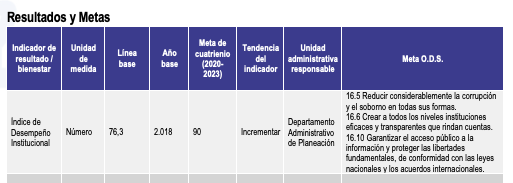 Resultados y Metas
Indicador de resultado / bienestar
Unidad de medida
Línea base
Año base
Meta de cuatrienio (2020-2023)
Tendencia del indicador
Unidad administrativa responsable
Meta O.D.S.
Índice de Desempeño Institucional
Número
76,3
2.018
90
Incrementar
Departamento Administrativo de Planeación
16.5 Reducir considerablemente la corrupción
y el soborno en todas sus formas.
16.6 Crear a todos los niveles instituciones
eficaces y transparentes que rindan cuentas.
16.10 Garantizar el acceso público a la
información y proteger las libertades
fundamentales, de conformidad con las leyes
nacionales y los acuerdos internacionales.